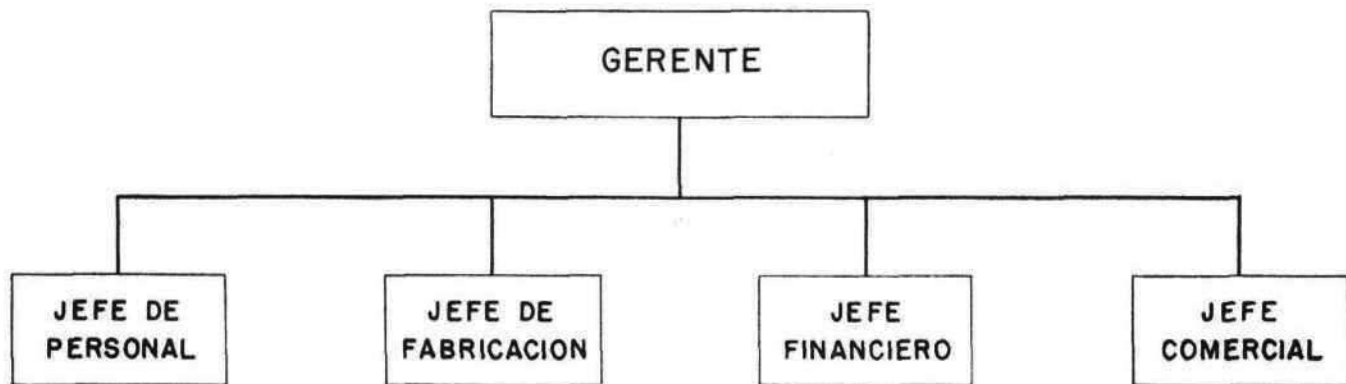 GERENTE
JEFE DE
PERSONAL
JEFE DE
FABRICACION
JEFE
FINANCIERO
JEFE
COMERCIAL